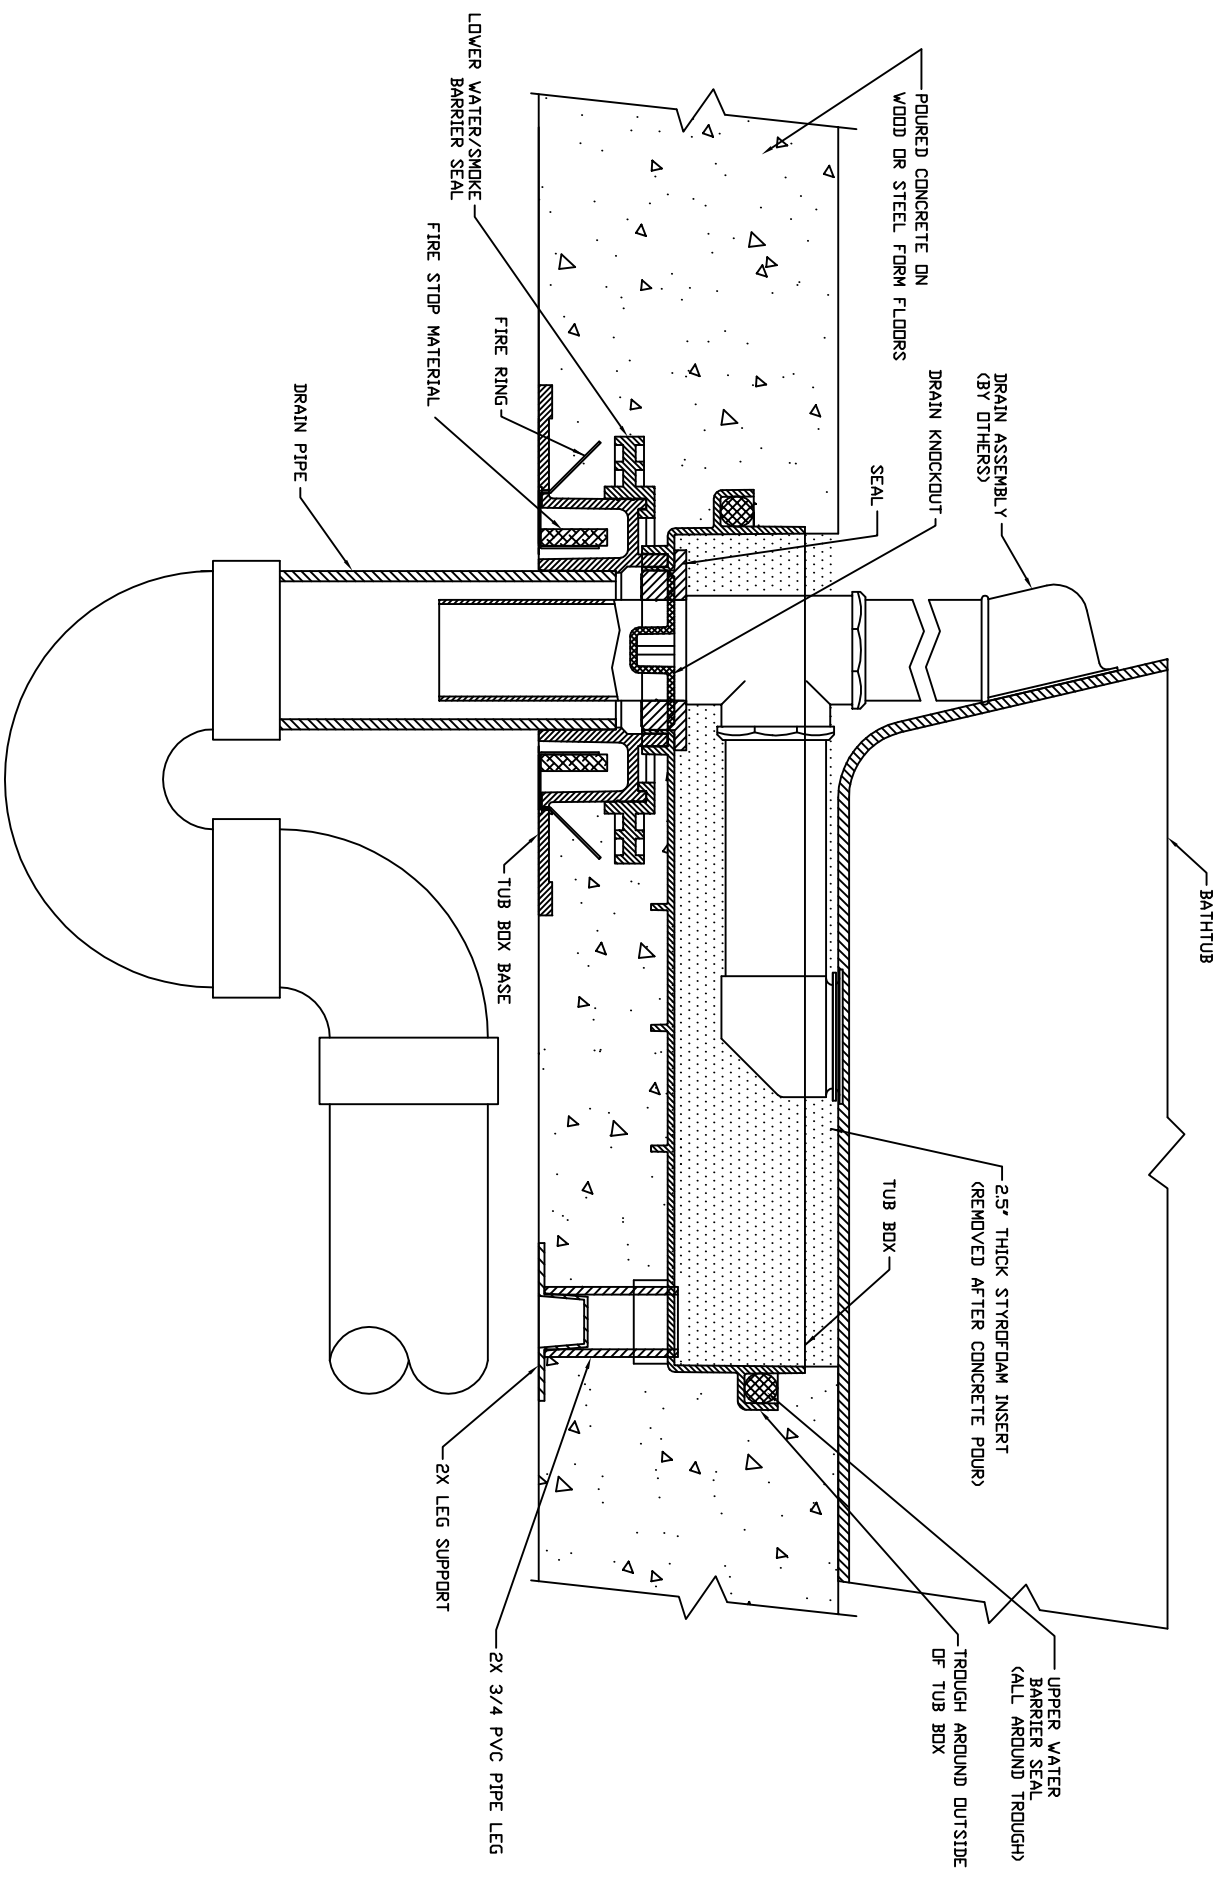 BATHTUB
DRAIN ASSEMBLY
(BY OTHERS)
POURED CONCRETE ON
WOOD OR STEEL FORM FLOORS
DRAIN KNOCKOUT
SEAL
2.5" THICK STYROFOAM INSERT
(REMOVED AFTER CONCRETE POUR)
TUB BOX
UPPER WATER
BARRIER SEAL
(ALL AROUND TROUGH)
TROUGH AROUND OUTSIDE
OF TUB BOX
LOWER WATER/SMOKE
BARRIER SEAL
FIRE RING
FIRE STOP MATERIAL
DRAIN PIPE
TUB BOX BASE
2X 3/4 PVC PIPE LEG
2X LEG SUPPORT